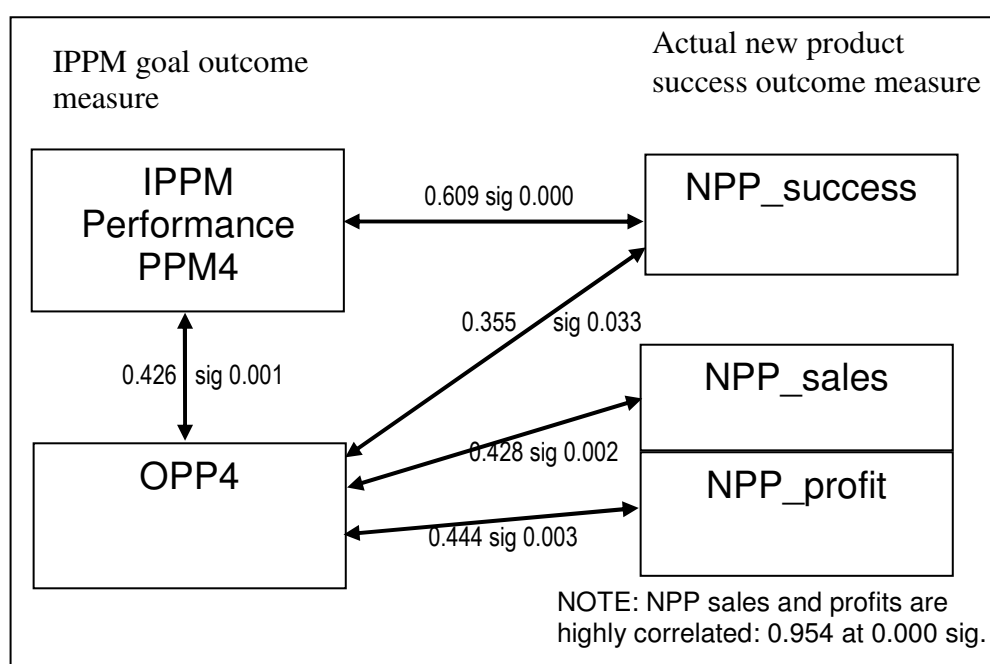 IPPM goal outcome
measure
Actual new product
success outcome measure
IPPM
Performance
PPM4
0.609 sig 0.000
NPP_success
0.355 sig 0.033
0.426 sig 0.001
NPP_sales
0.428 sig 0.002
OPP4
NPP_profit
0.444 sig 0.003
NOTE: NPP sales and profits are
highly correlated: 0.954 at 0.000 sig.